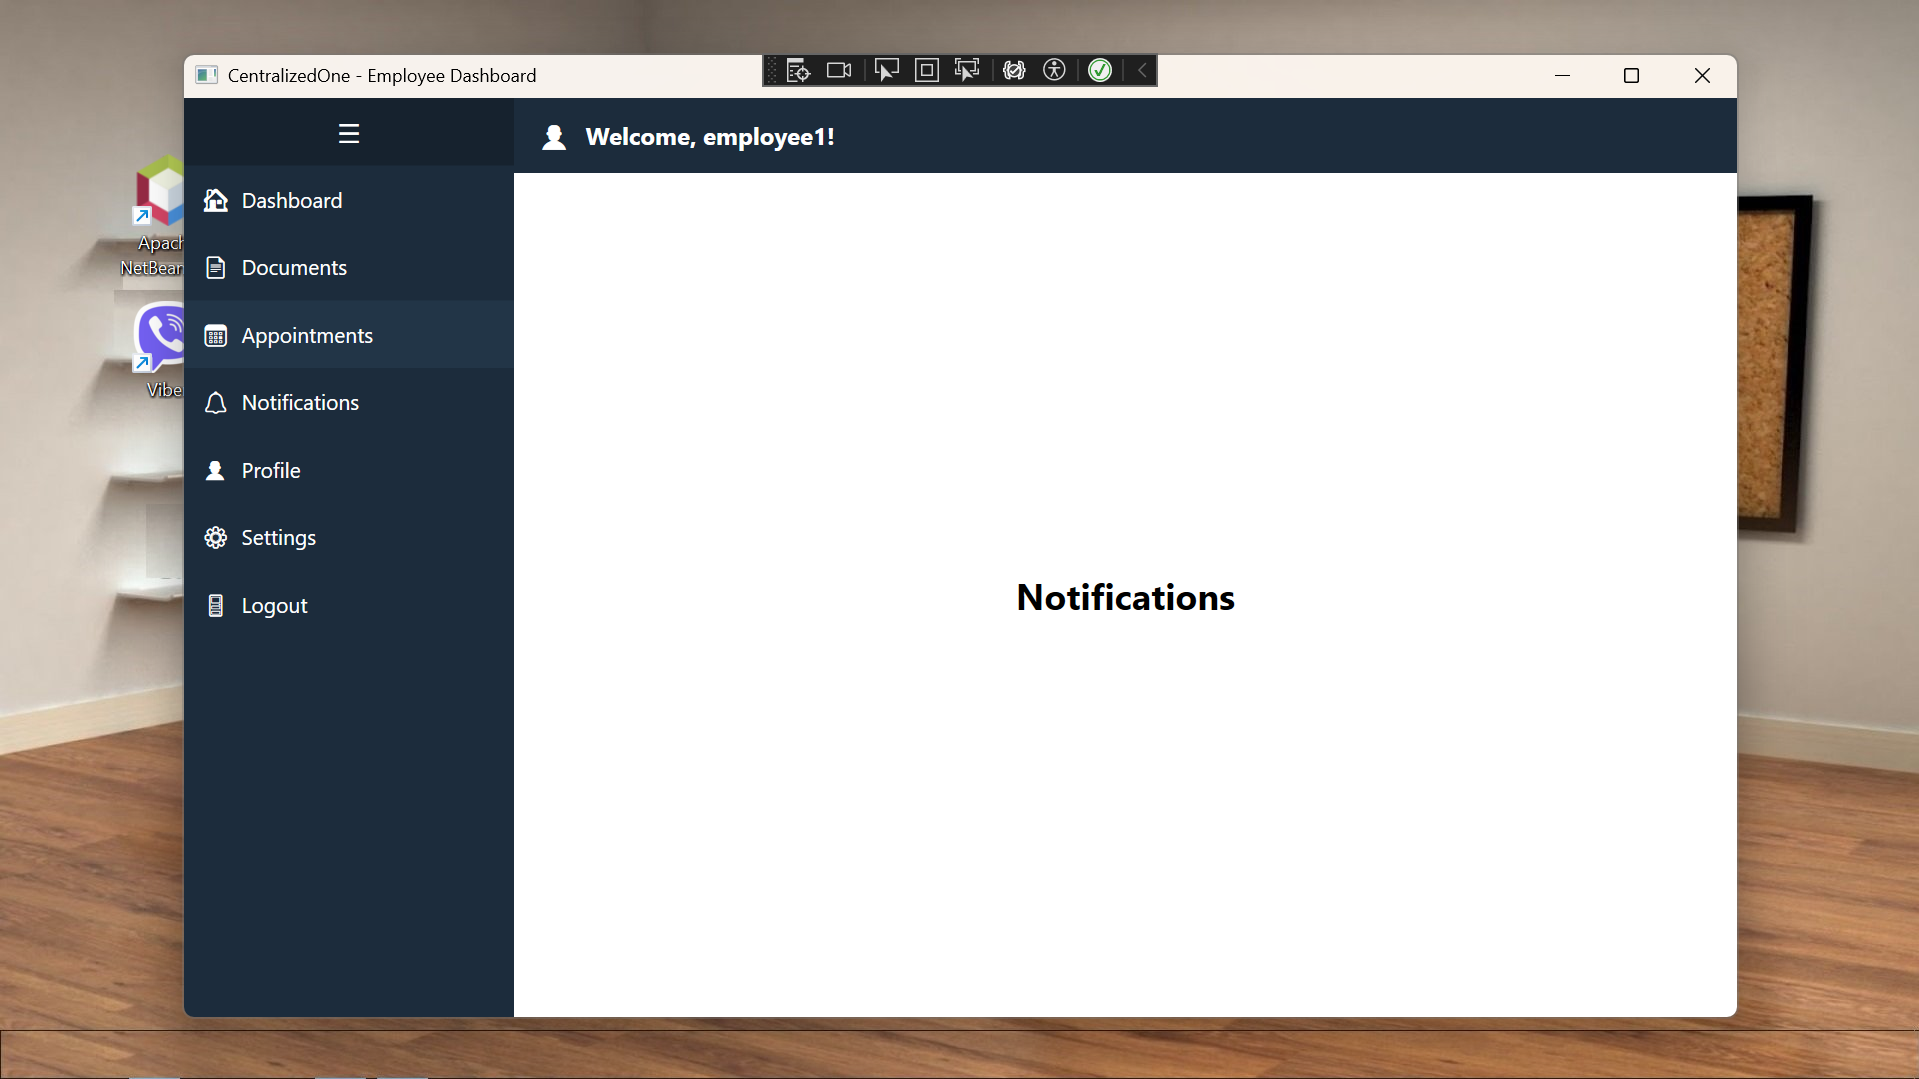 CentralizedOne - Employee Dashboard
Welcome, employee1!
Dashboard
Documents
Appointments
Notifications
Profile
Settings
Logout
Notifications
Apach
NetBean
Vibe